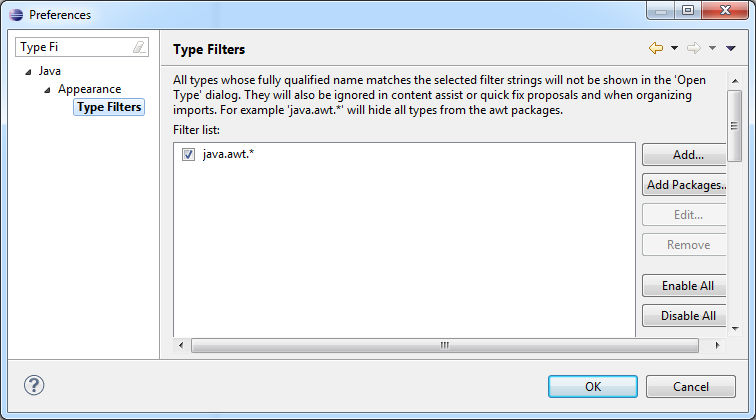 Preferences
Type Fi
Type Filters
Java
Appearance
Type Filters
All types whose fully qualified name matches the selected filter strings will not be shown in the 'Open
Type' dialog. They will also be ignored in content assist or quick fix proposals and when organizing
imports. For example 'java.awt.*' will hide all types from the awt packages.
Filter list:
java.awt.*
Add...
Add Packages..
Edit...
Remove
Enable All
Disable All
OK
Cancel